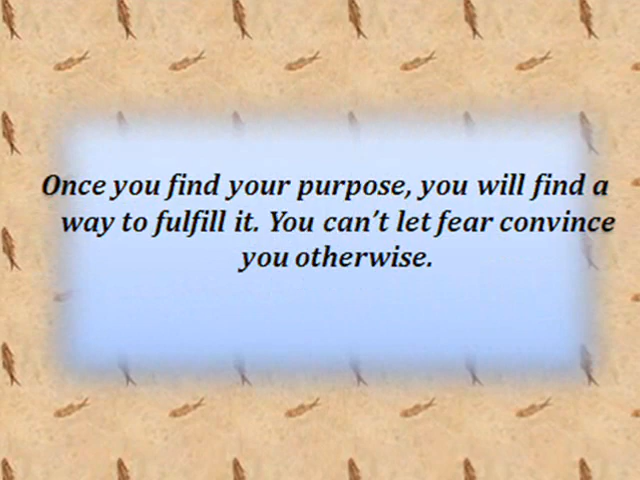 Once you find your purpose, you will find a
way to fulfill it. You can't let fear convince
you otherwise.